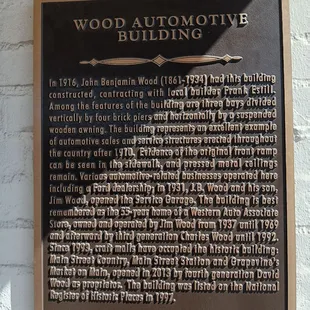 WOOD AUTOMOTIVE
BUILDING
In 1916, John Benjamin Wood (1861-1934) had this building
constructed, contracting with local builder Frank Estill.
Among the features of the building are three bays divided
vertically by four brick piers and horizontally by a suspended
wooden awning. The building represents an excellent example
of automotive sales and service structures erected throughout
the country after 1910. Evidence of the original front ramp
can be seen in the sidewalk, and pressed metal ceilings
remain. Various automotive-related businesses operated here
including a Ford dealership; in 1931, J.B. Wood and his son,
Jim Wood, opened the Service Garage. The building is best
remembered as the 55-year home of a Western Auto Associate
Store, owned and operated by Jim Wood from 1937 until 1969
and afterward by third generation Charles Wood until 1992.
Since 1993, craft malls have occupied the historic building:
Main Street Country, Main Street Station and Grapevine's
Market on Main, opened in 2013 by fourth generation David
Wood as proprietor. The building was listed on the National
Register of Historic Places in 1997.